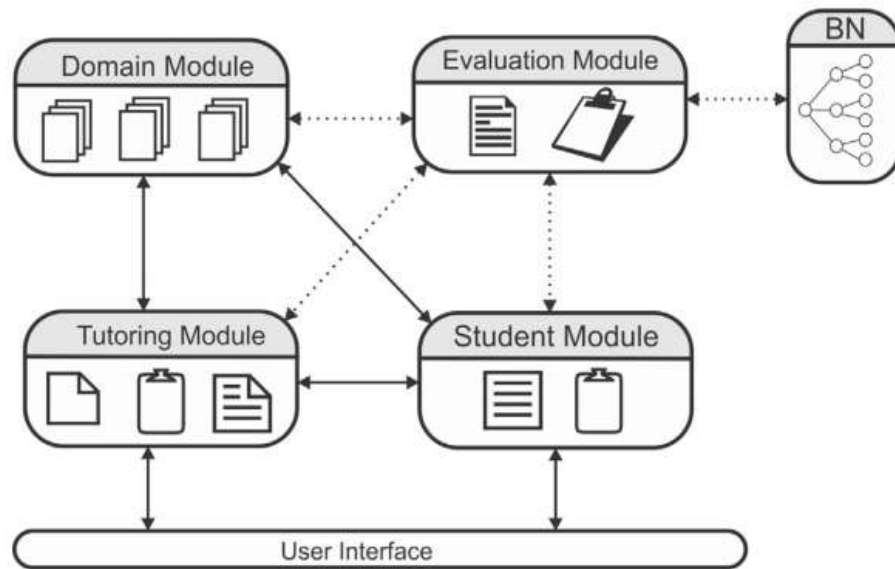 Domain Module
Evaluation Module
BN
Tutoring Module
Student Module
User Interface